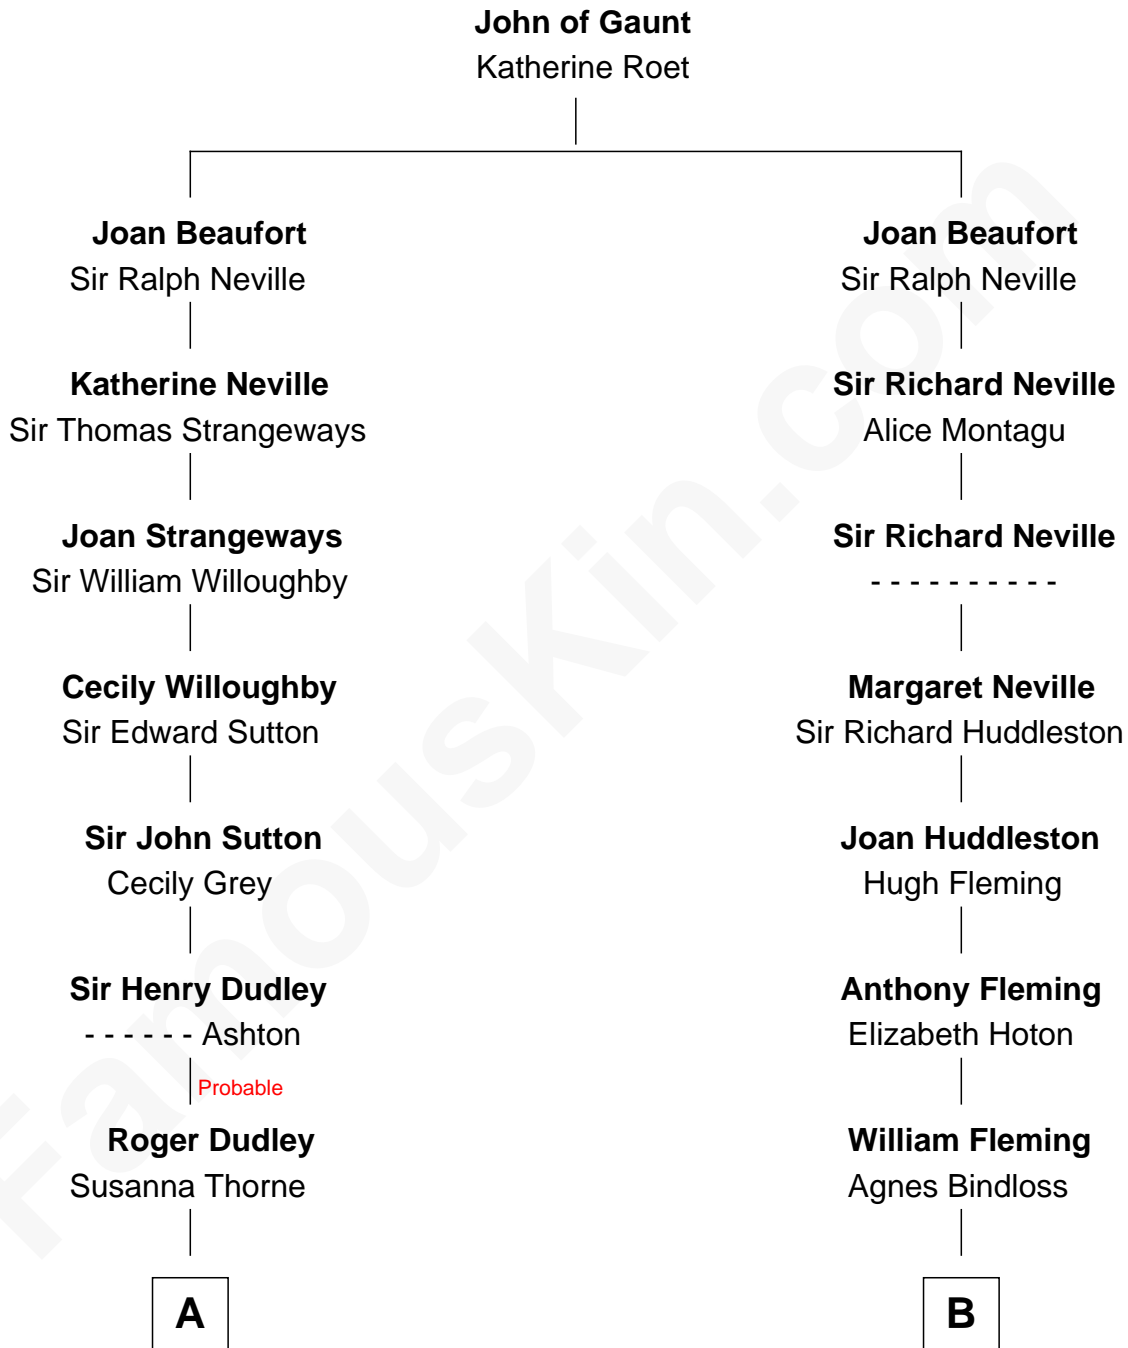 John of Gaunt
Katherine Roet
Joan Beaufort
Sir Ralph Neville
Katherine Neville
Sir Thomas Strangeways
Joan Strangeways
Sir William Willoughby
Cecily Willoughby
Sir Edward Sutton
Sir John Sutton
Cecily Grey
Sir Henry Dudley
- - - - - - Ashton
Probable
Roger Dudley
Susanna Thorne
A
Joan Beaufort
Sir Ralph Neville
Sir Richard Neville
Alice Montagu
Sir Richard Neville
- - - - - - - - - -
Margaret Neville
Sir Richard Huddleston
Joan Huddleston
Hugh Fleming
Anthony Fleming
Elizabeth Hoton
William Fleming
Agnes Bindloss
B
FamousKin.com